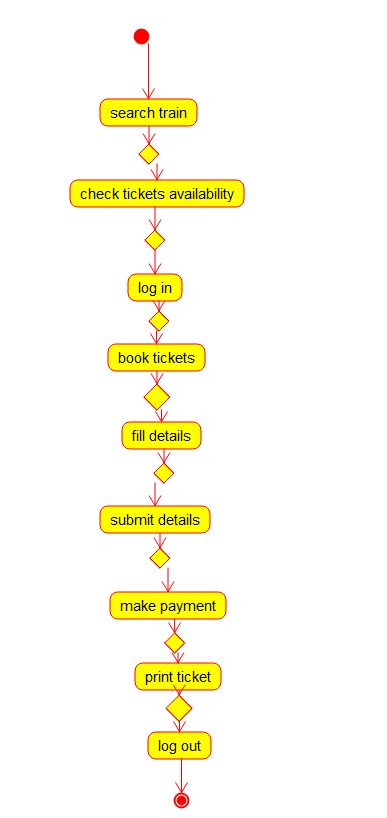 search train
check tickets availability
log in
book tickets
fill details
submit details
make payment
print ticket
log out